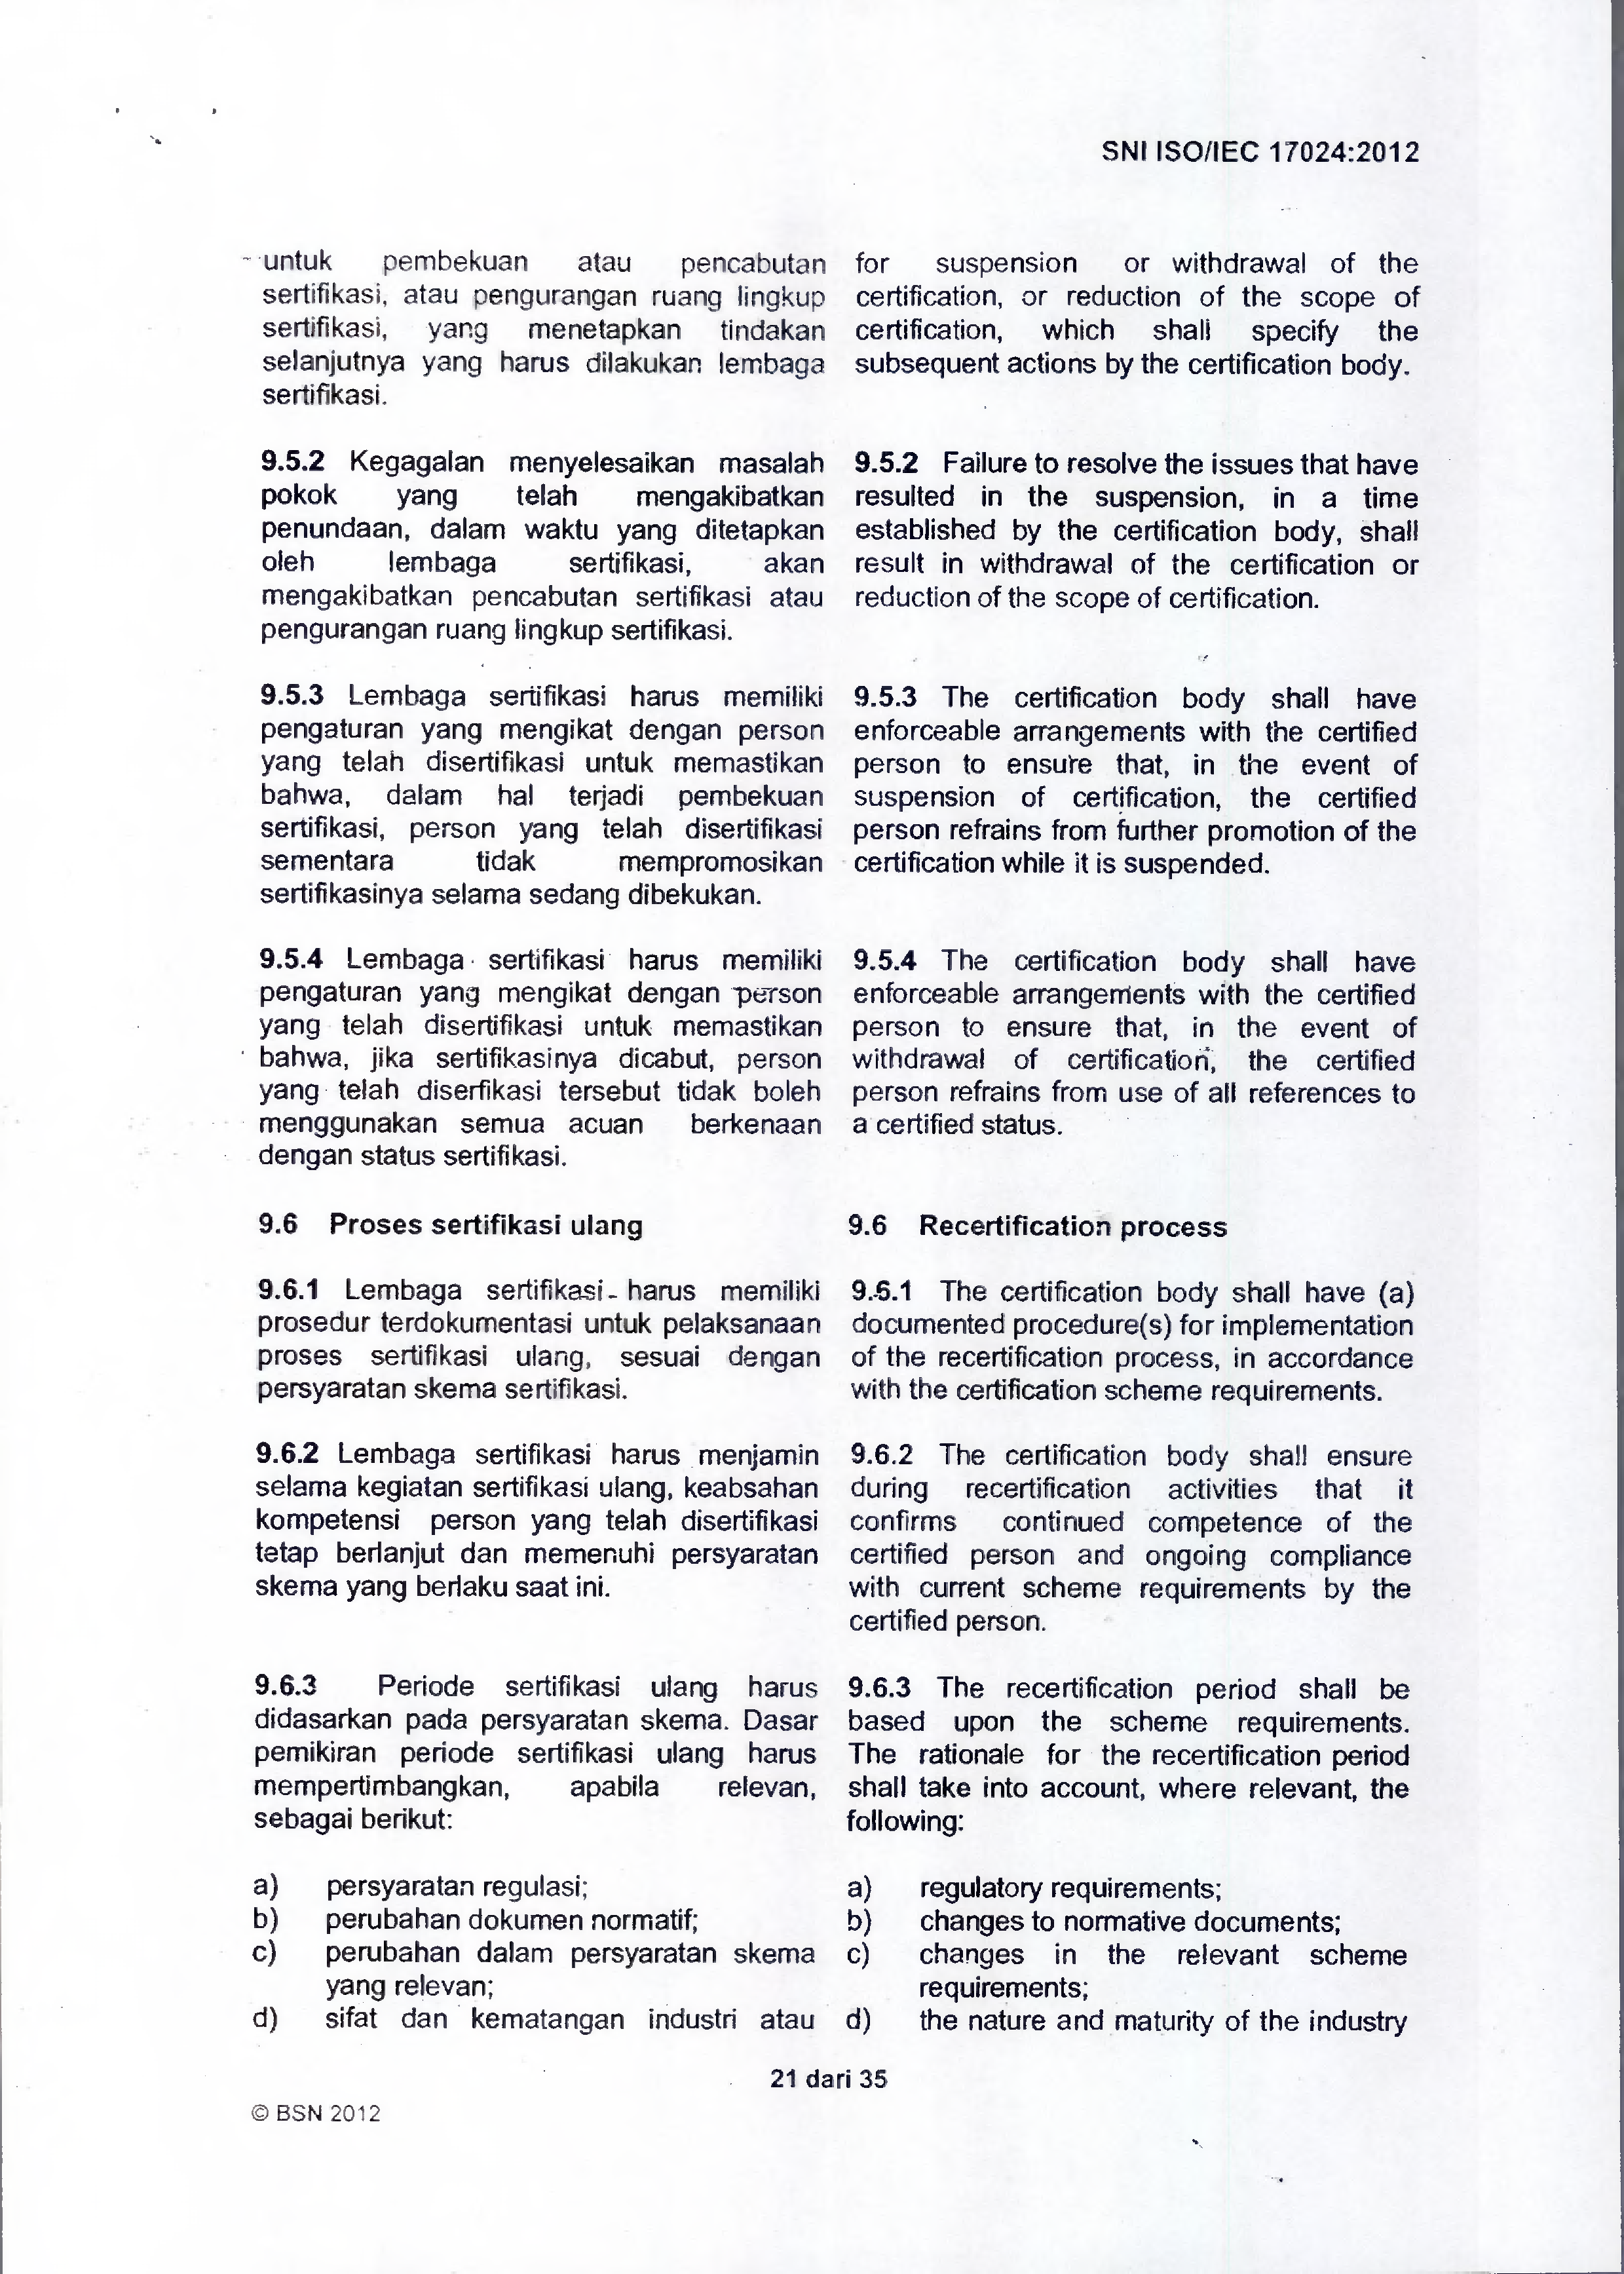 SNI ISO/IEC 17024:2012
untuk pembekuan atau pencabutan
sertifikasi, atau pengurangan ruang lingkup
sertifikasi, yang menetapkan tindakan
selanjutnya yang harus dilakukan lembaga
sertifikasi.
9.5.2 Kegagalan menyelesaikan masalah
pokok yang telah mengakibatkan
penundaan, dalam waktu yang ditetapkan
oleh lembaga sertifikasi, akan
mengakibatkan pencabutan sertifikasi atau
pengurangan ruang lingkup sertifikasi.
9.5.3 Lembaga sertifikasi harus memiliki
pengaturan yang mengikat dengan person
yang telah disertifikasi untuk memastikan
bahwa, dalam hal terjadi pembekuan
sertifikasi, person yang telah disertifikasi
sementara tidak mempromosikan
sertifikasinya selama sedang dibekukan.
9.5.4 Lembaga sertifikasi harus memiliki
pengaturan yang mengikat dengan person
yang telah disertifikasi untuk memastikan
bahwa, jika sertifikasinya dicabut, person
yang telah diserfikasi tersebut tidak boleh
menggunakan semua acuan berkenaan
dengan status sertifikasi.
9.6 Proses sertifikasi ulang
9.6.1 Lembaga sertifikasi harus memiliki
prosedur terdokumentasi untuk pelaksanaan
proses sertifikasi ulang, sesuai dengan
persyaratan skema sertifikasi.
9.6.2 Lembaga sertifikasi harus menjamin
selama kegiatan sertifikasi ulang, keabsahan
kompetensi person yang telah disertifikasi
tetap berlanjut dan memenuhi persyaratan
skema yang berlaku saat ini.
9.6.3 Periode sertifikasi ulang harus
didasarkan pada persyaratan skema. Dasar
pemikiran periode sertifikasi ulang harus
mempertimbangkan, apabila relevan,
sebagai berikut:
a) persyaratan regulasi;
b) perubahan dokumen normatif;
c) perubahan dalam persyaratan skema
yang relevan;
d) sifat dan kematangan industri atau
for suspension or withdrawal of the
certification, or reduction of the scope of
certification, which shall specify the
subsequent actions by the certification body.
9.5.2 Failure to resolve the issues that have
resulted in the suspension, in a time
established by the certification body, shall
result in withdrawal of the certification or
reduction of the scope of certification.
9.5.3 The certification body shall have
enforceable arrangements with the certified
person to ensure that, in the event of
suspension of certification, the certified
person refrains from further promotion of the
certification while it is suspended.
9.5.4 The certification body shall have
enforceable arrangements with the certified
person to ensure that, in the event of
withdrawal of certification, the certified
person refrains from use of all references to
a certified status.
9.6 Recertification process
9.6.1 The certification body shall have (a)
documented procedure(s) for implementation
of the recertification process, in accordance
with the certification scheme requirements.
9.6.2 The certification body shall ensure
during recertification activities that it
confirms continued competence of the
certified person and ongoing compliance
with current scheme requirements by the
certified person.
9.6.3 The recertification period shall be
based upon the scheme requirements.
The rationale for the recertification period
shall take into account, where relevant, the
following:
a) regulatory requirements;
b) changes to normative documents;
c) changes in the relevant scheme
requirements;
d) the nature and maturity of the industry
21 dari 35
© BSN 2012